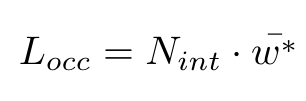 L_{occ} = N_{int} \cdot \bar{w^*}